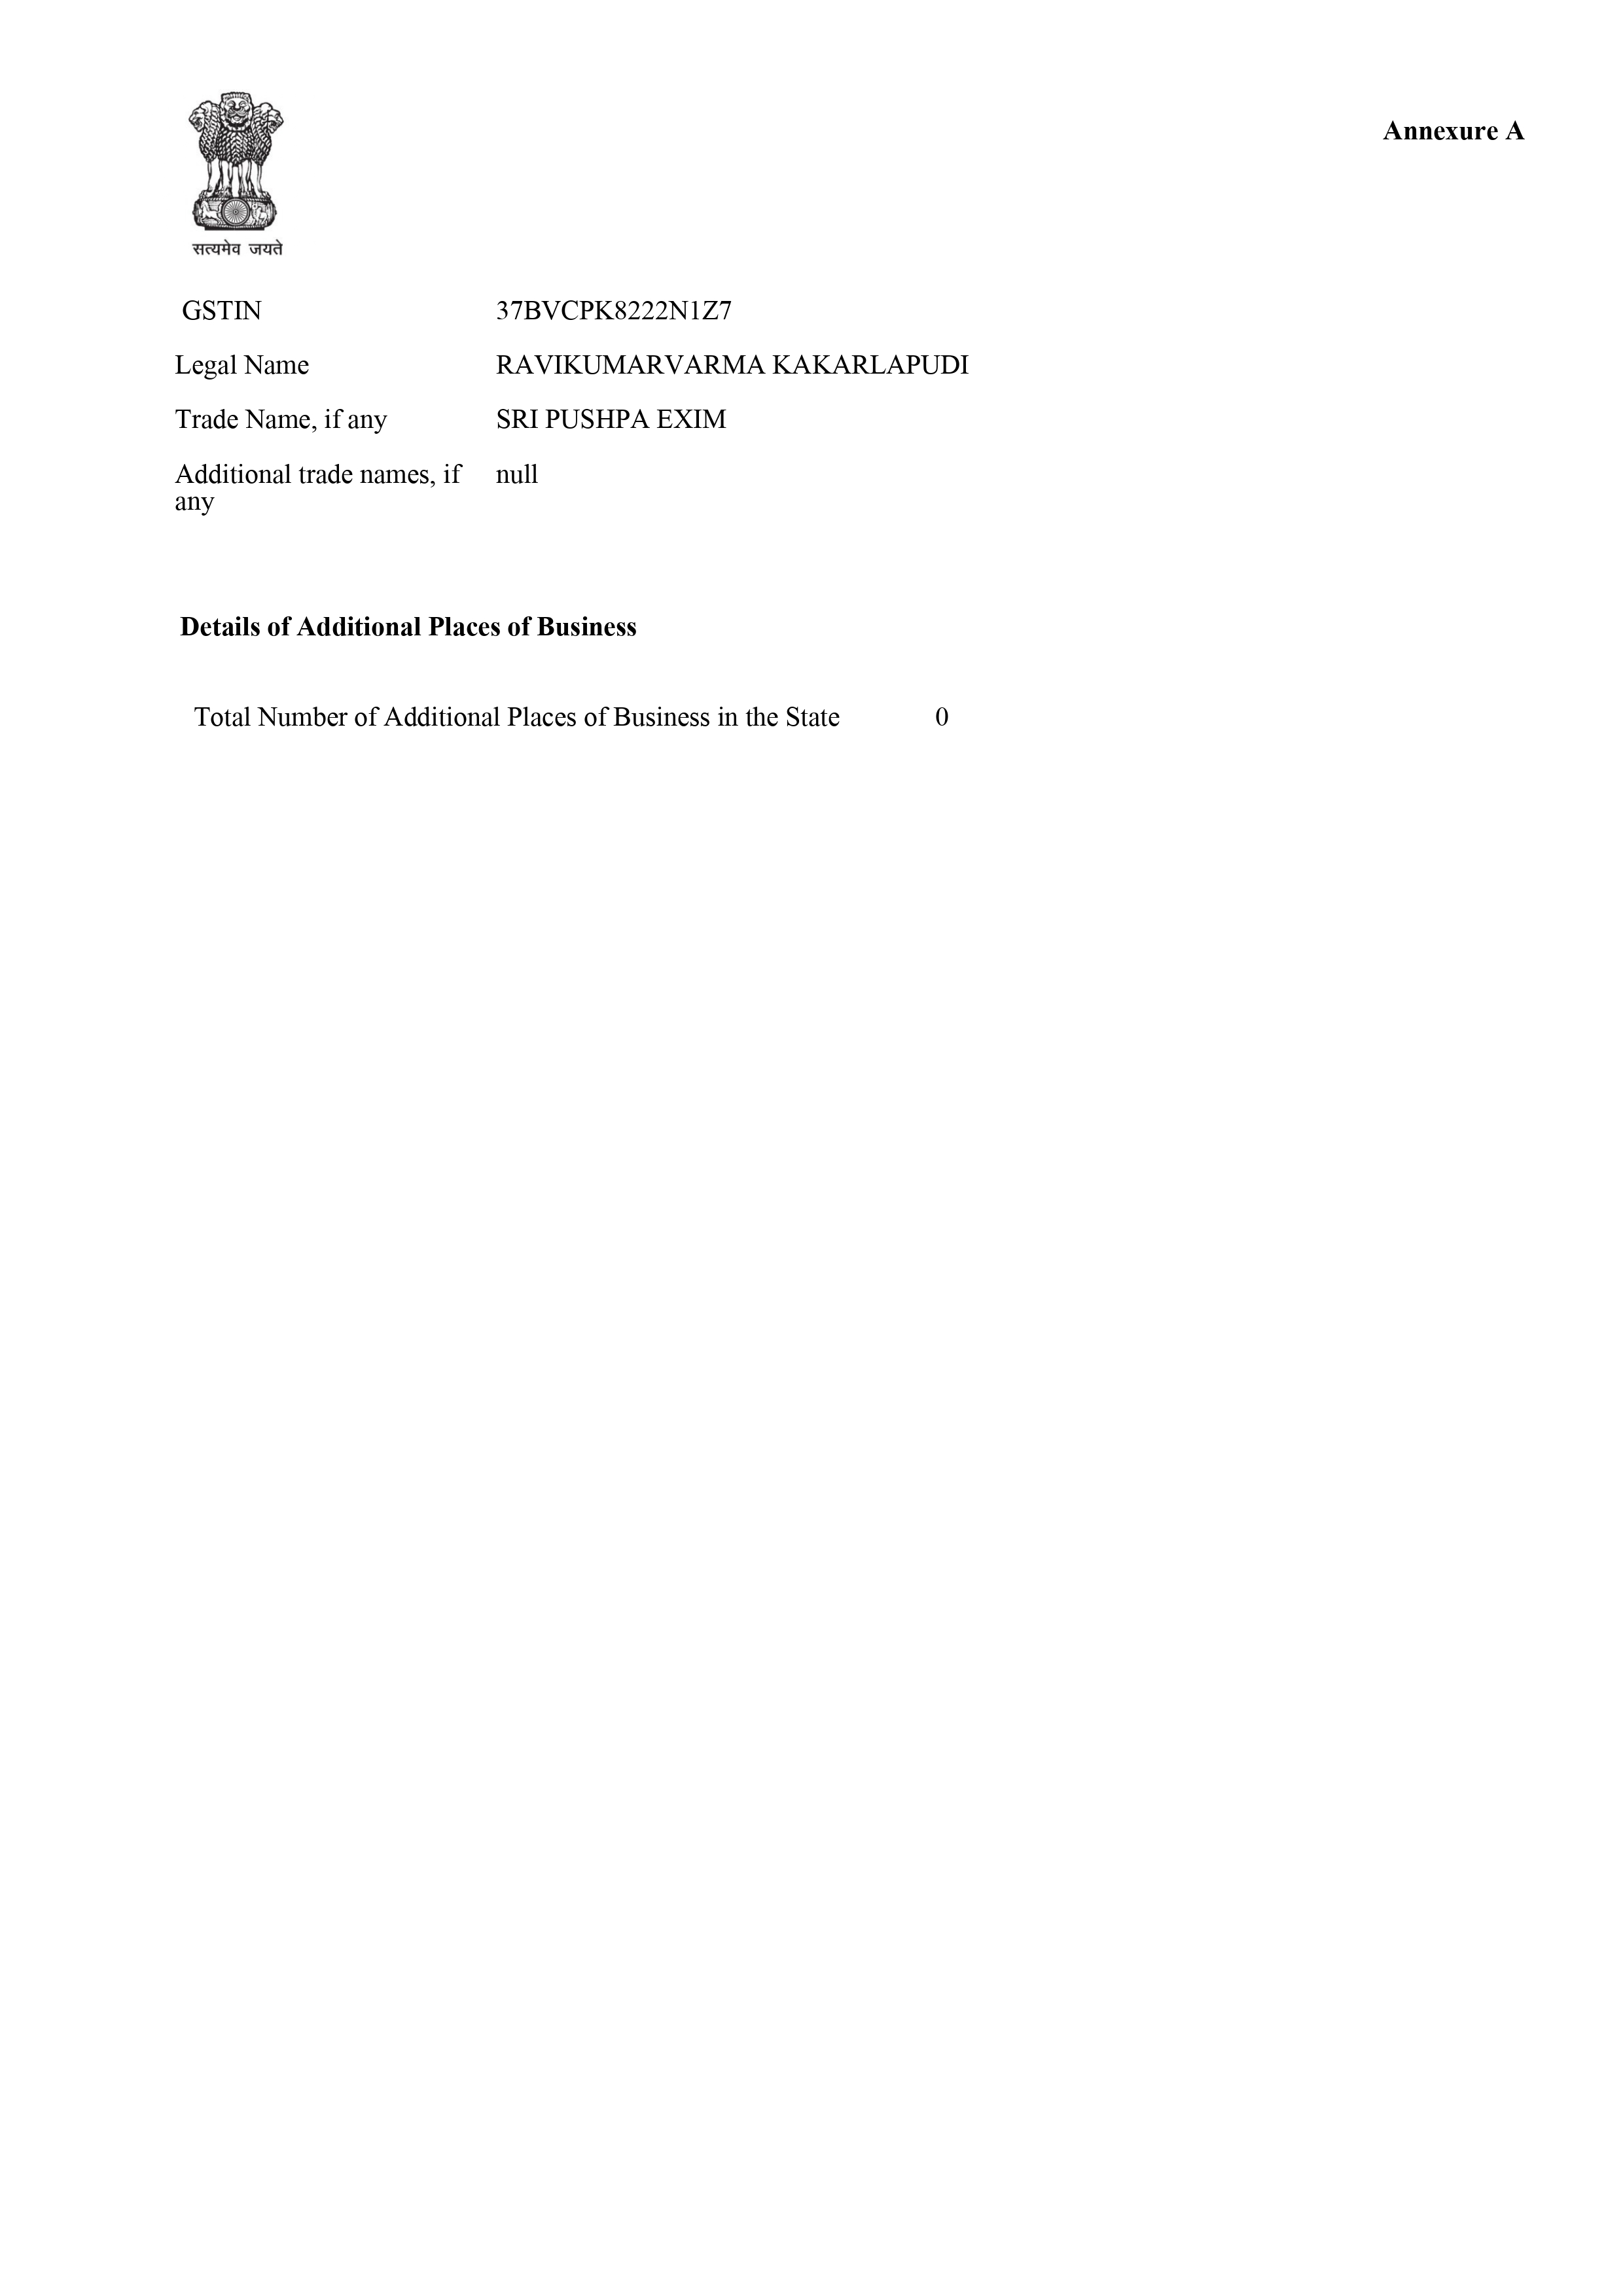 Annexure A
सत्यमेव जयते
GSTIN 37BVCPK8222N1Z7
Legal Name RAVIKUMARVARMA KAKARLAPUDI
Trade Name, if any SRI PUSHPA EXIM
Additional trade names, if null
any
Details of Additional Places of Business
Total Number of Additional Places of Business in the State 0